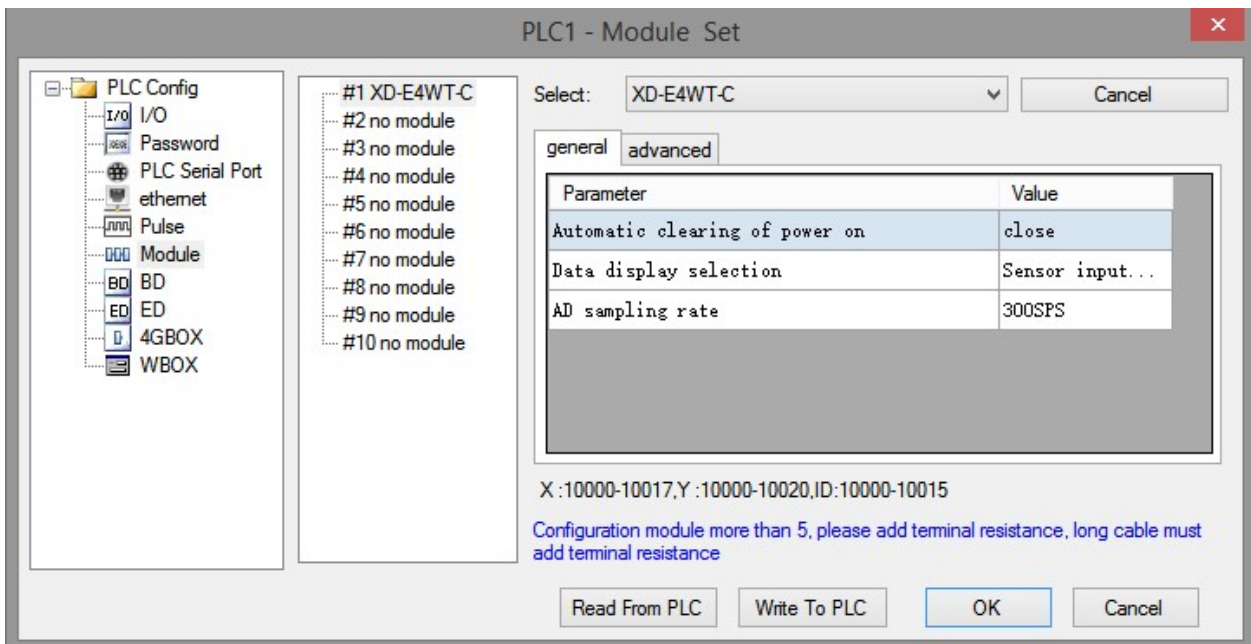 PLC1 - Module Set
PLC Config
I/O I/O
Password
PLC Serial Port
ethernet
Pulse
Module
BD BD
ED ED
4GBOX
WBOX
#1 XD-E4WT-C
#2 no module
#3 no module
#4 no module
#5 no module
#6 no module
#7 no module
#8 no module
#9 no module
#10 no module
Select: XD-E4WT-C Cancel
general advanced
Parameter Value
Automatic clearing of power on close
Data display selection Sensor input...
AD sampling rate 300SPS
X :10000-10017,Y :10000-10020,ID:10000-10015
Configuration module more than 5, please add terminal resistance, long cable must
add terminal resistance
Read From PLC Write To PLC OK Cancel